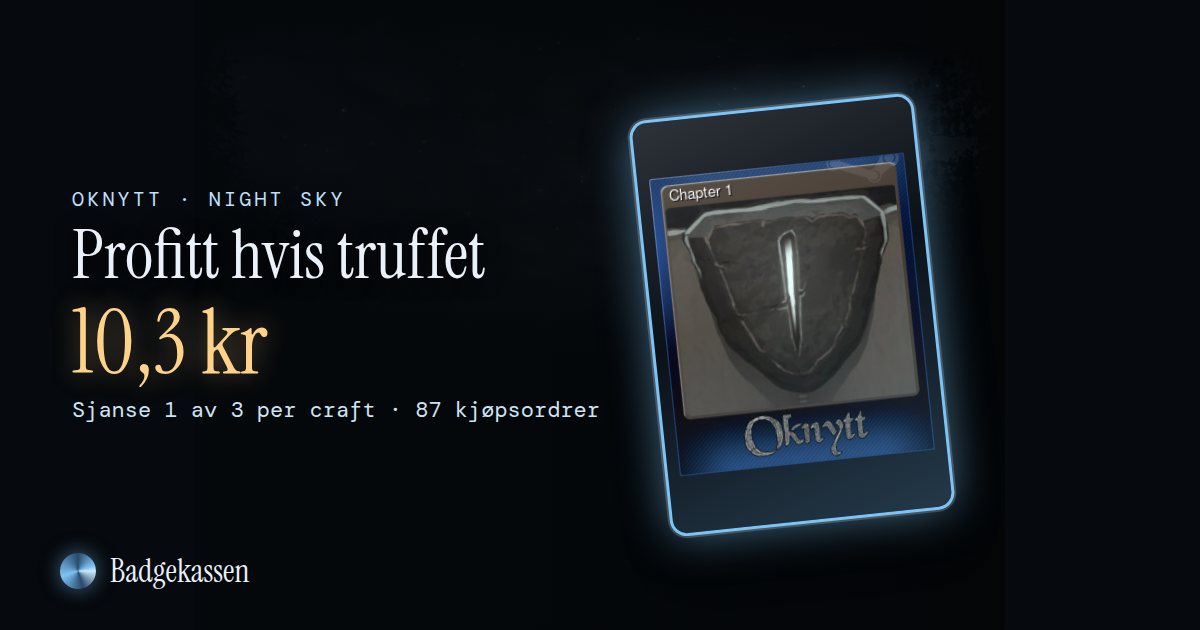 OKNYTT · NIGHT SKY
Profitt hvis truffet
10,3 kr
Sjanse 1 av 3 per craft · 87 kjøpsordrer
Badgekassen
Chapter 1
Oknytt